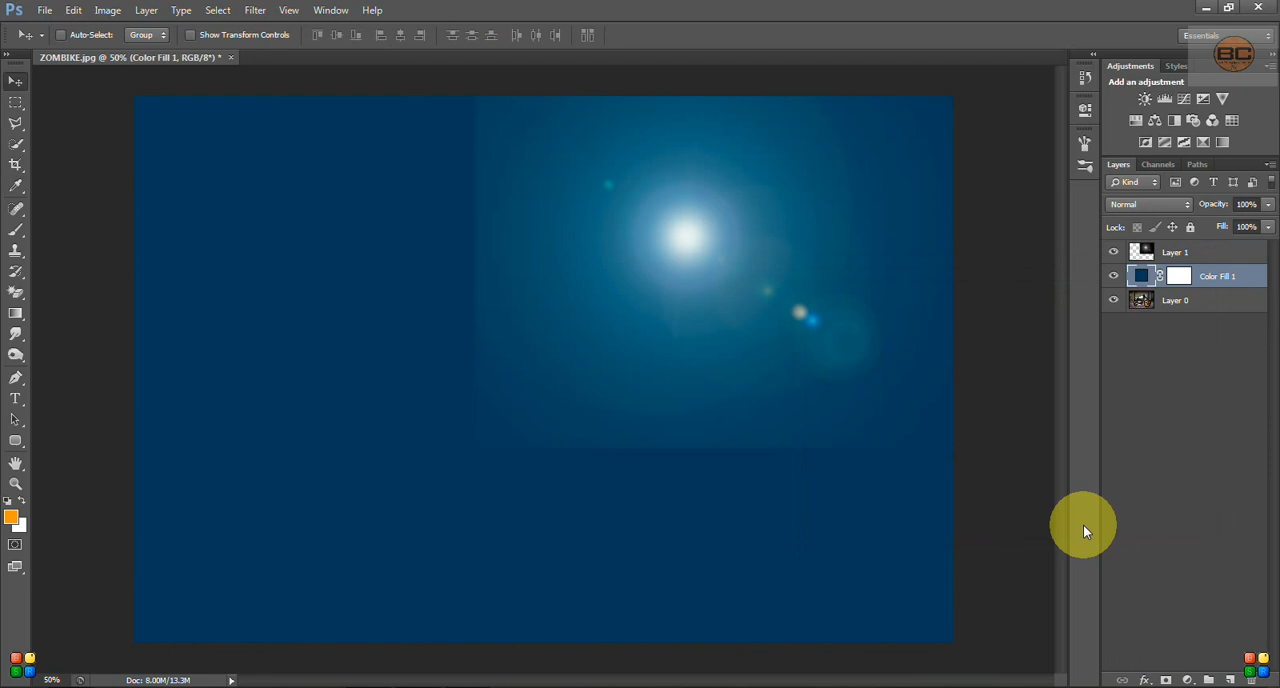 Ps File Edit Image Layer Type Select Filter View Window Help
Auto-Select: Group Show Transform Controls Essentials
BC
ZOMBIKE.jpg @ 50% (Color Fill 1, RGB/8*) * ×
Adjustments Styles
Add an adjustment
Layers Channels Paths
Kind
Normal Opacity: 100%
Lock: Fill: 100%
Layer 1
Color Fill 1
Layer 0
50% Doc: 8.00M/13.3M